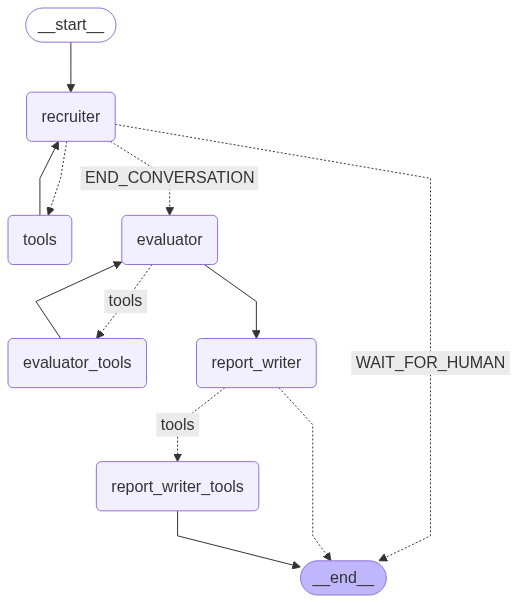 __start__
recruiter
END_CONVERSATION
tools
evaluator
tools
evaluator_tools
report_writer
WAIT_FOR_HUMAN
tools
report_writer_tools
__end__